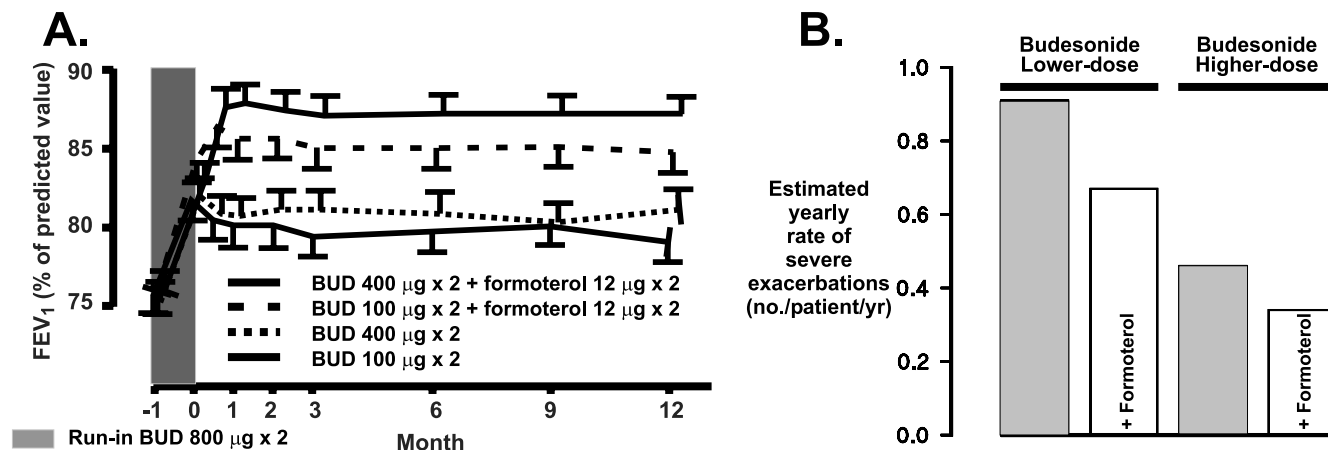 A.
90
85
80
75
FEV1 (% of predicted value)
BUD 400 μg x 2 + formoterol 12 μg x 2
BUD 100 μg x 2 + formoterol 12 μg x 2
BUD 400 μg x 2
BUD 100 μg x 2
-1 0 1 2 3 6 9 12
Month
Run-in BUD 800 μg x 2
B.
Budesonide
Lower-dose
Budesonide
Higher-dose
1.0
0.8
0.6
0.4
0.2
0.0
Estimated
yearly
rate of
severe
exacerbations
(no./patient/yr)
+ Formoterol
+ Formoterol